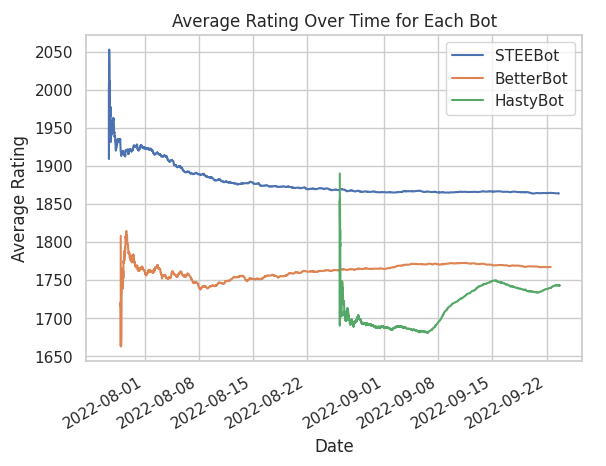 Average Rating Over Time for Each Bot
STEEBot
BetterBot
HastyBot
Average Rating
2050
2000
1950
1900
1850
1800
1750
1700
1650
2022-08-01
2022-08-08
2022-08-15
2022-08-22
2022-09-01
2022-09-08
2022-09-15
2022-09-22
Date